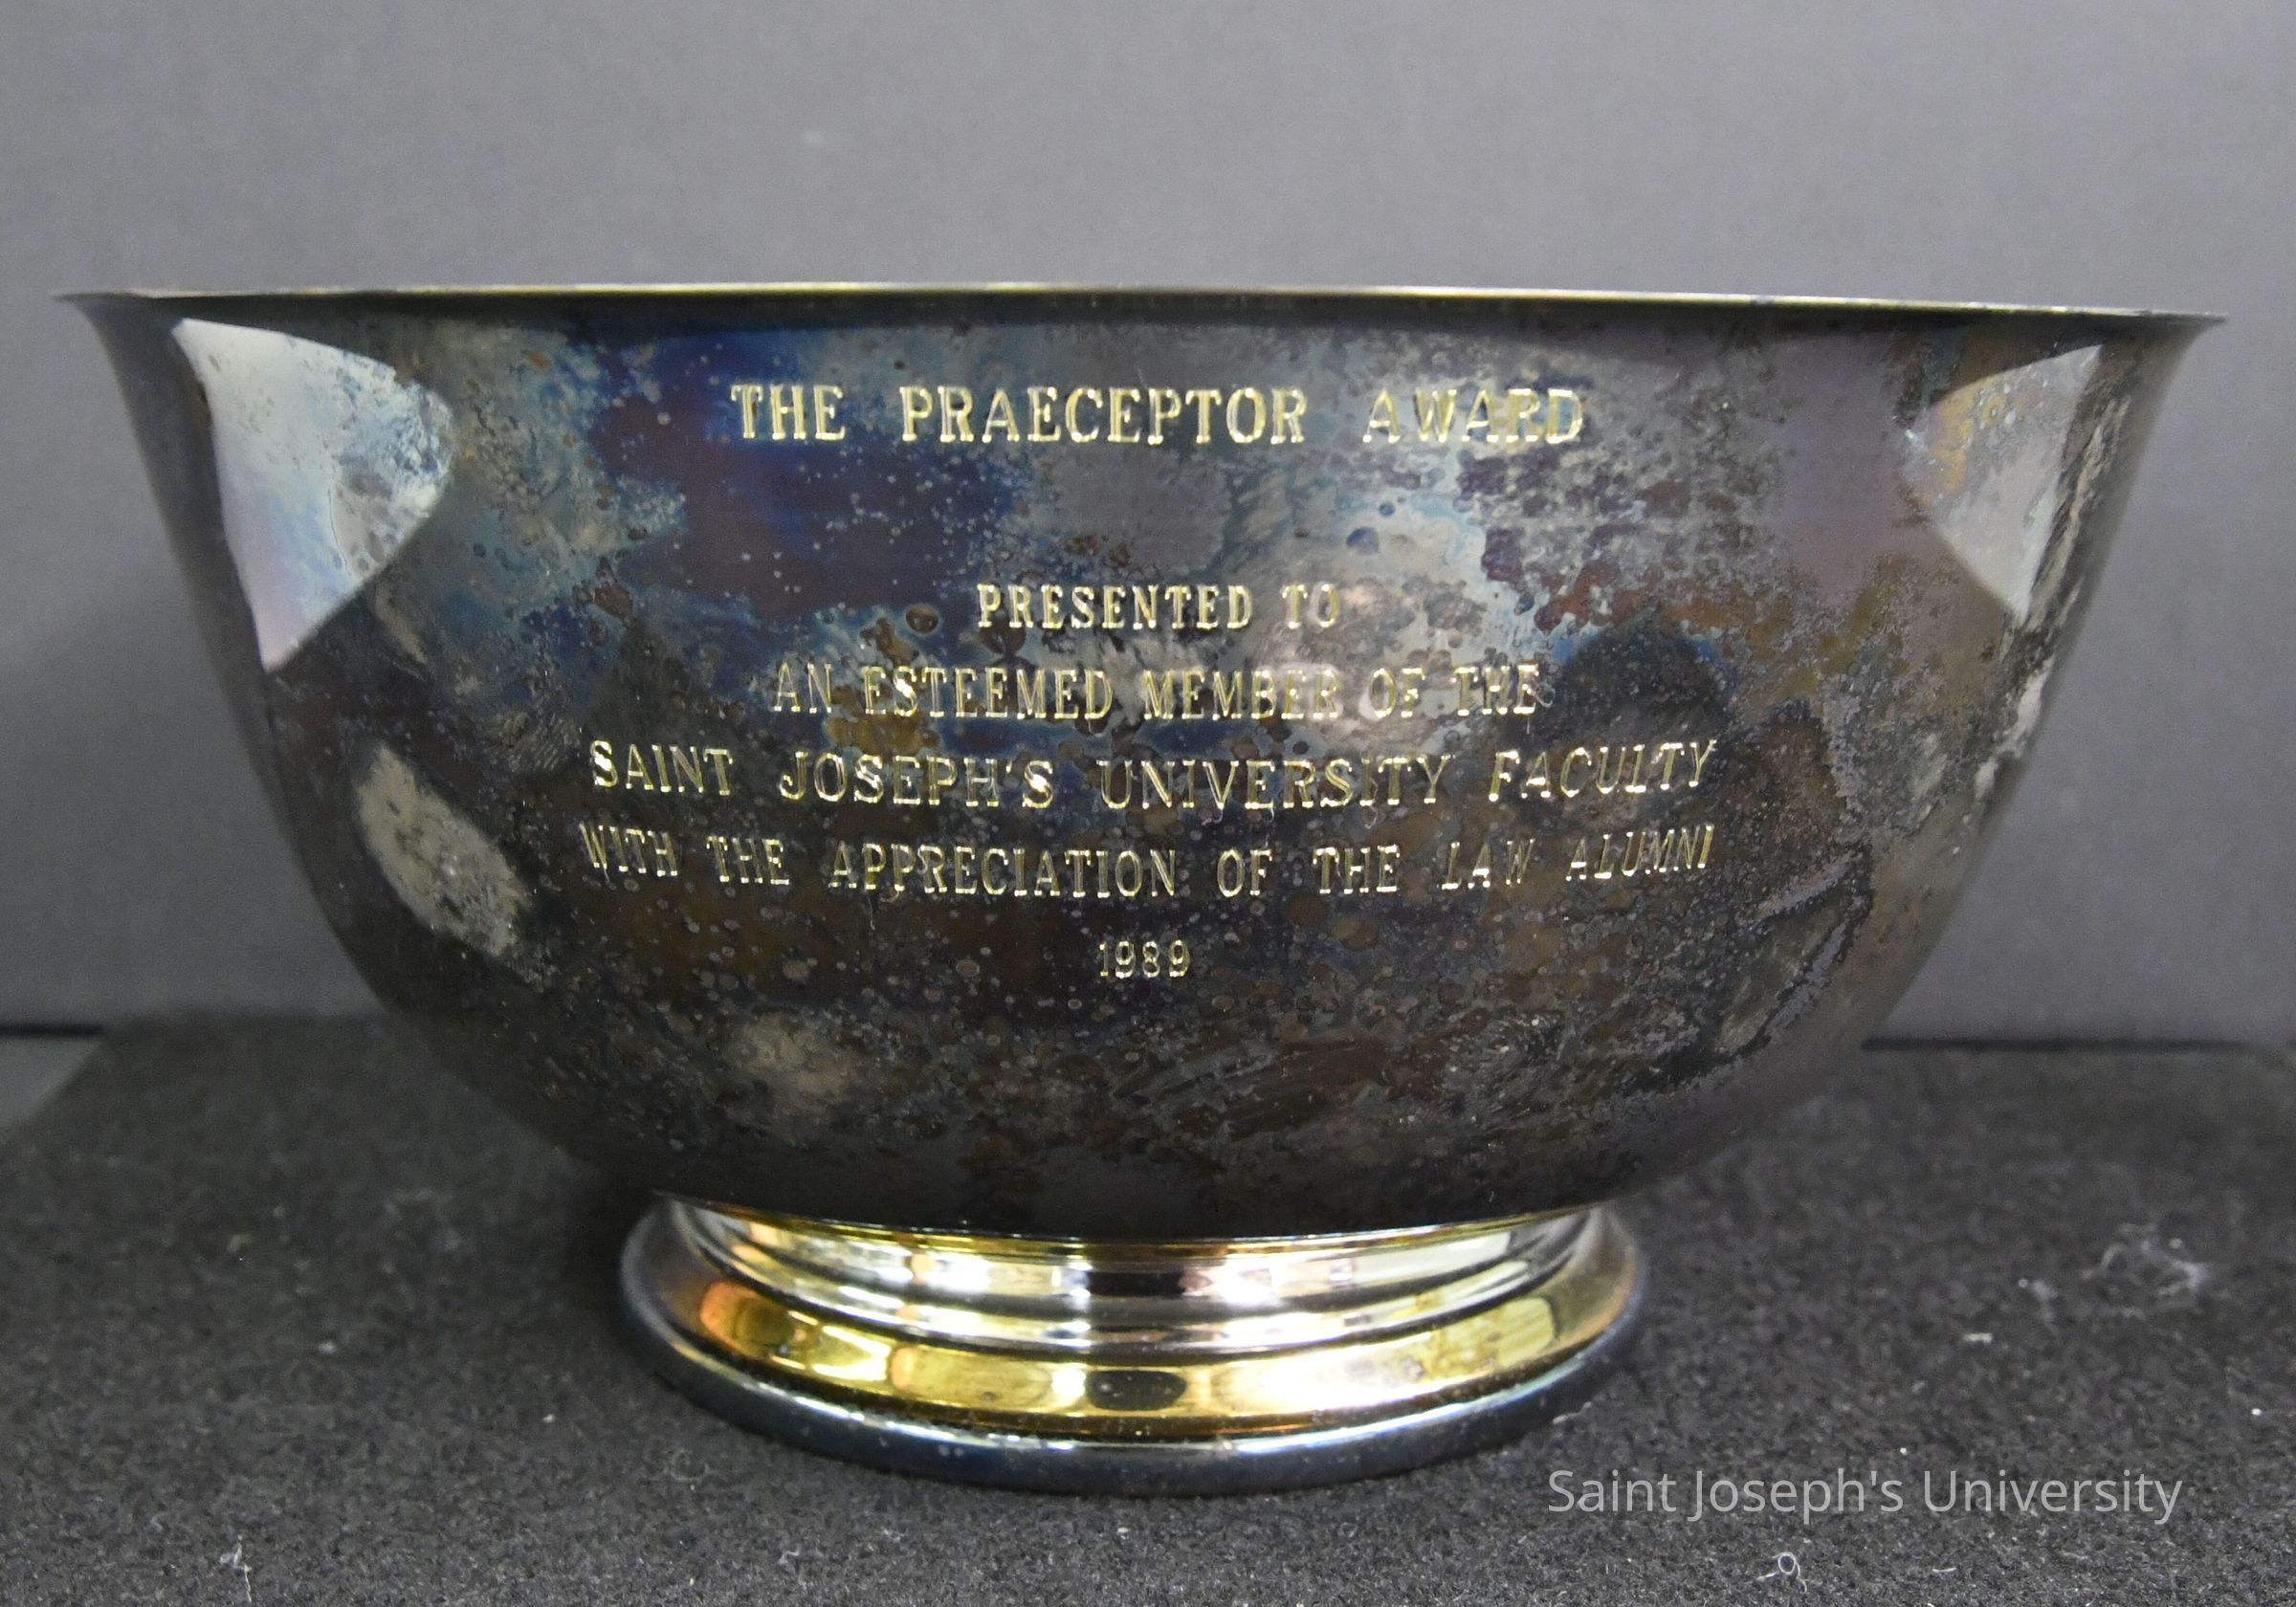 THE PRAECEPTOR AWARD
PRESENTED TO
AN ESTEEMED MEMBER OF THE
SAINT JOSEPH'S UNIVERSITY FACULTY
WITH THE APPRECIATION OF THE LAW ALUMNI
1989
Saint Joseph's University